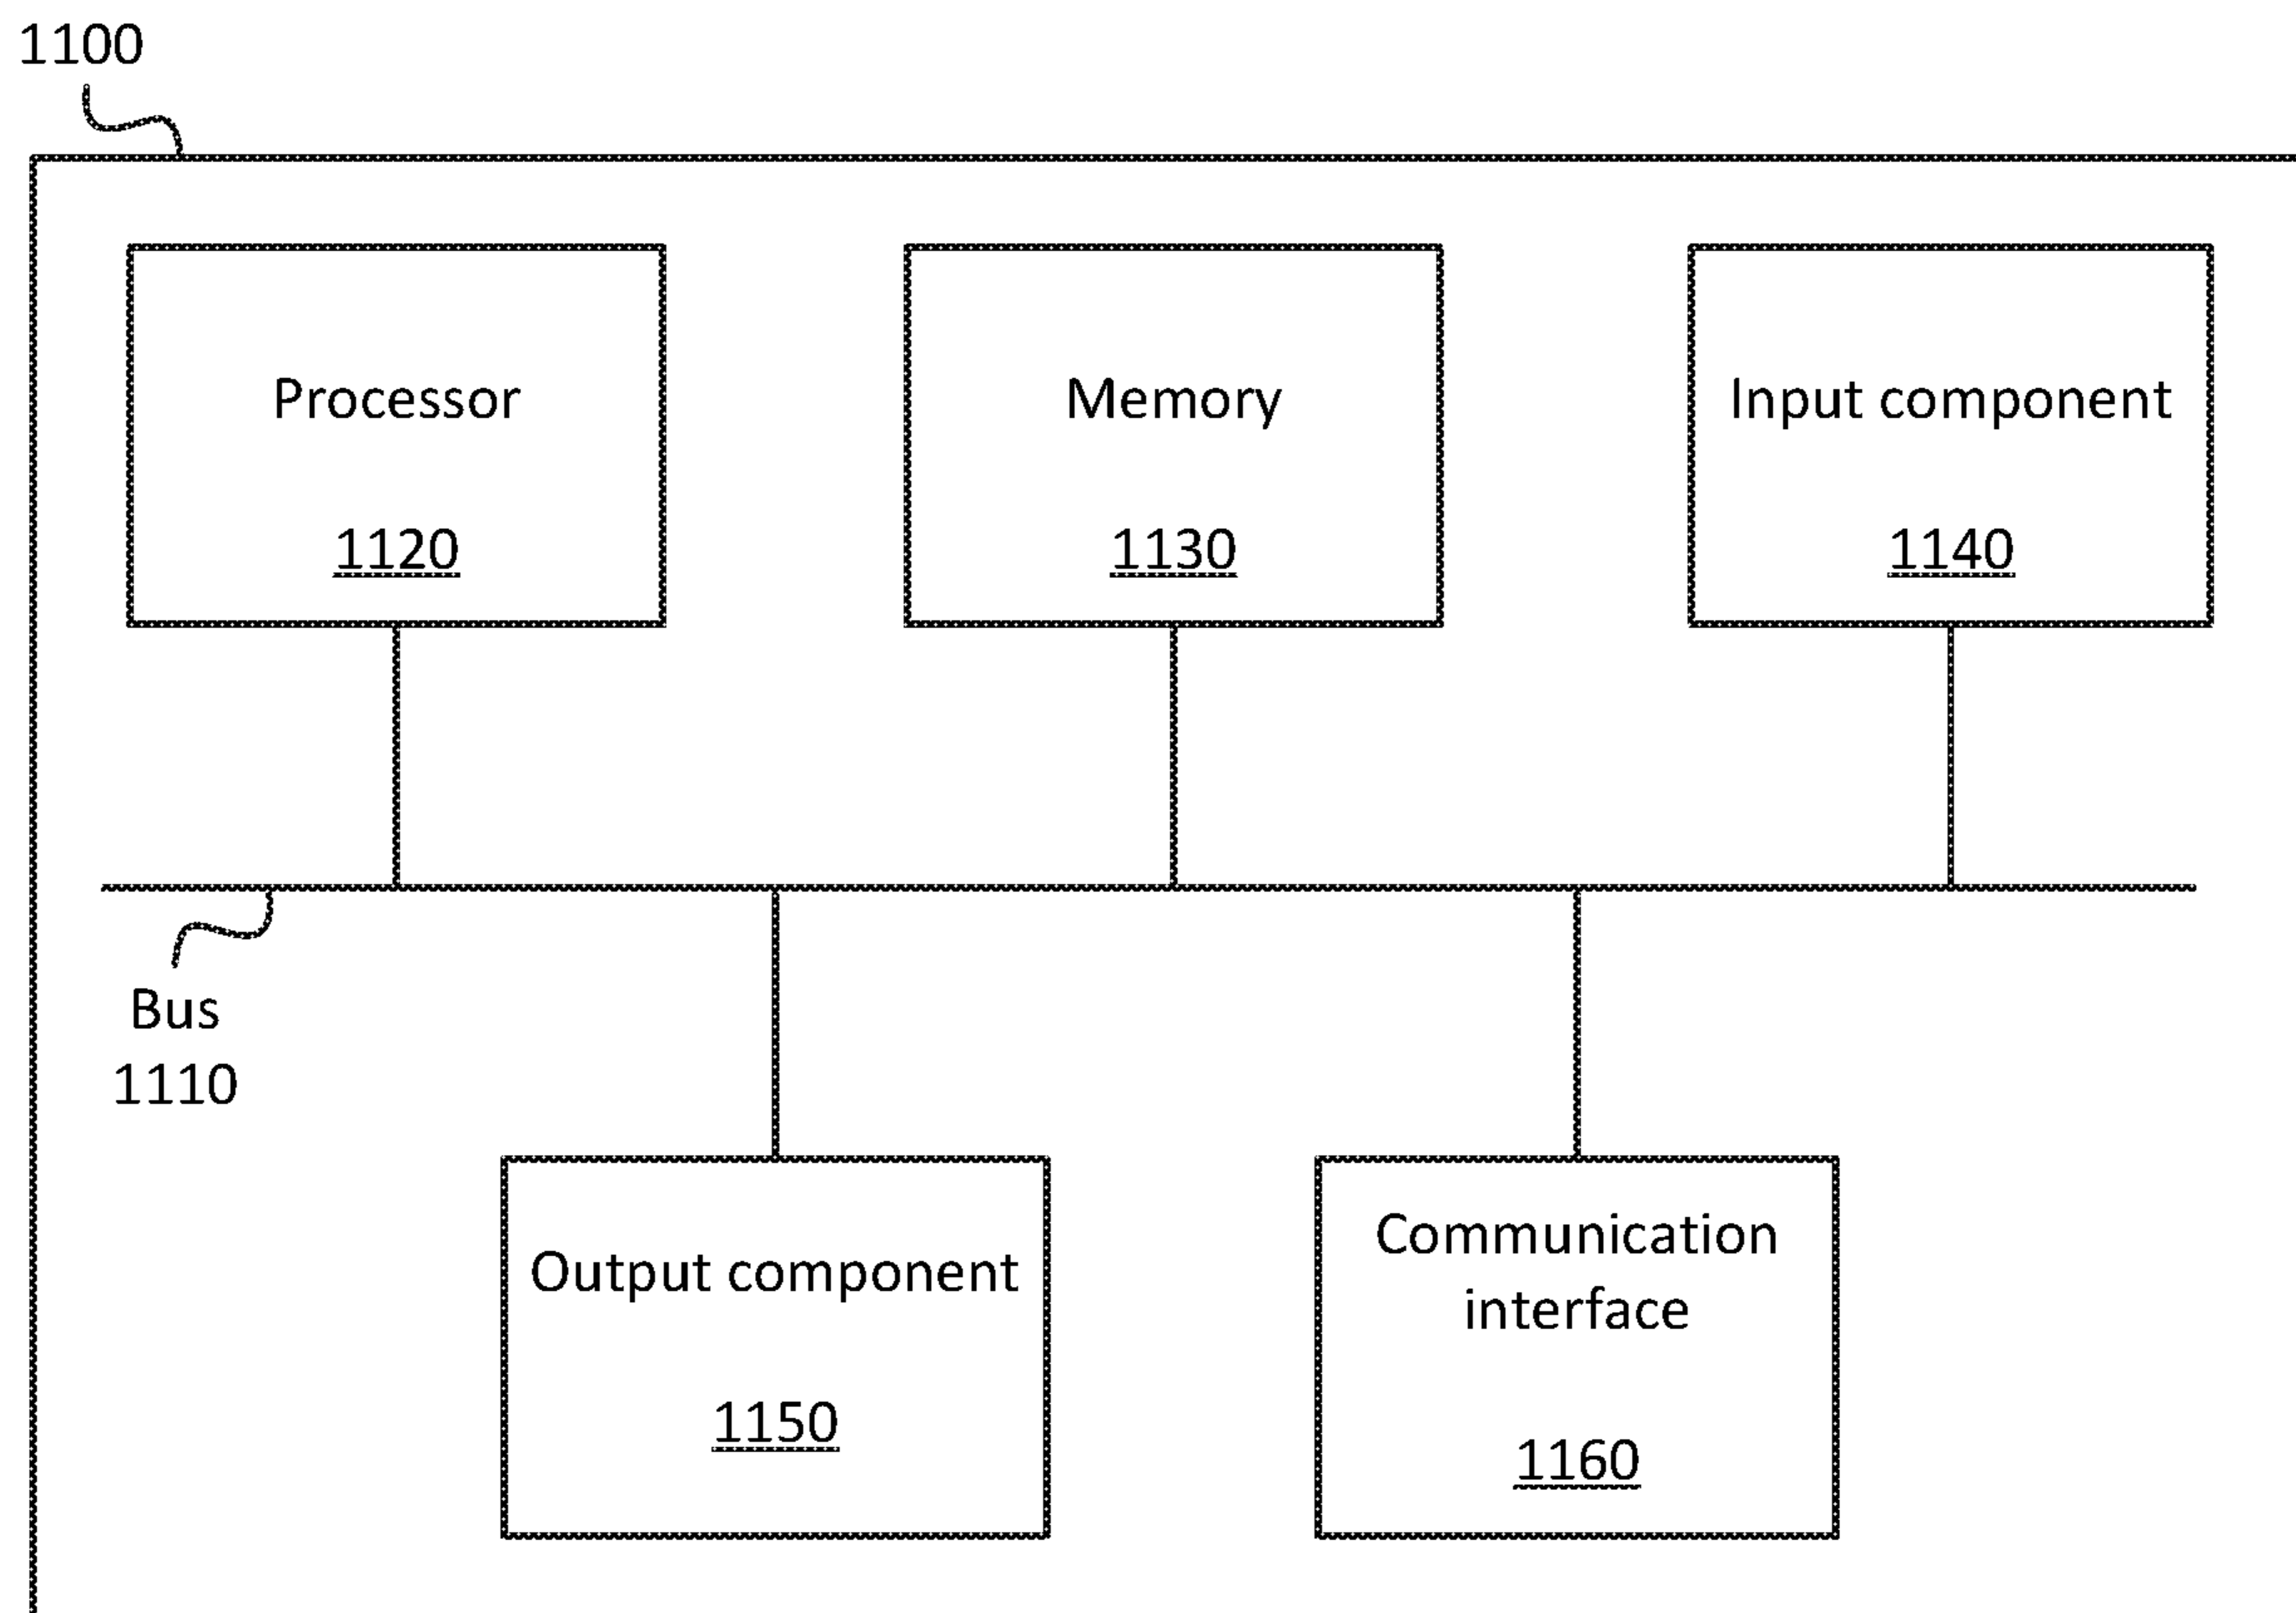 1100
Processor
1120
Memory
1130
Input component
1140
Bus
1110
Output component
1150
Communication
interface
1160